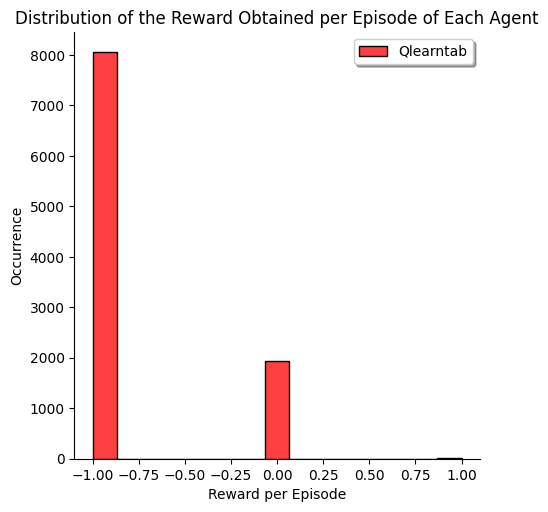 Distribution of the Reward Obtained per Episode of Each Agent
Qlearntab
8000
7000
6000
5000
4000
3000
2000
1000
0
Occurrence
−1.00 −0.75 −0.50 −0.25 0.00 0.25 0.50 0.75 1.00
Reward per Episode